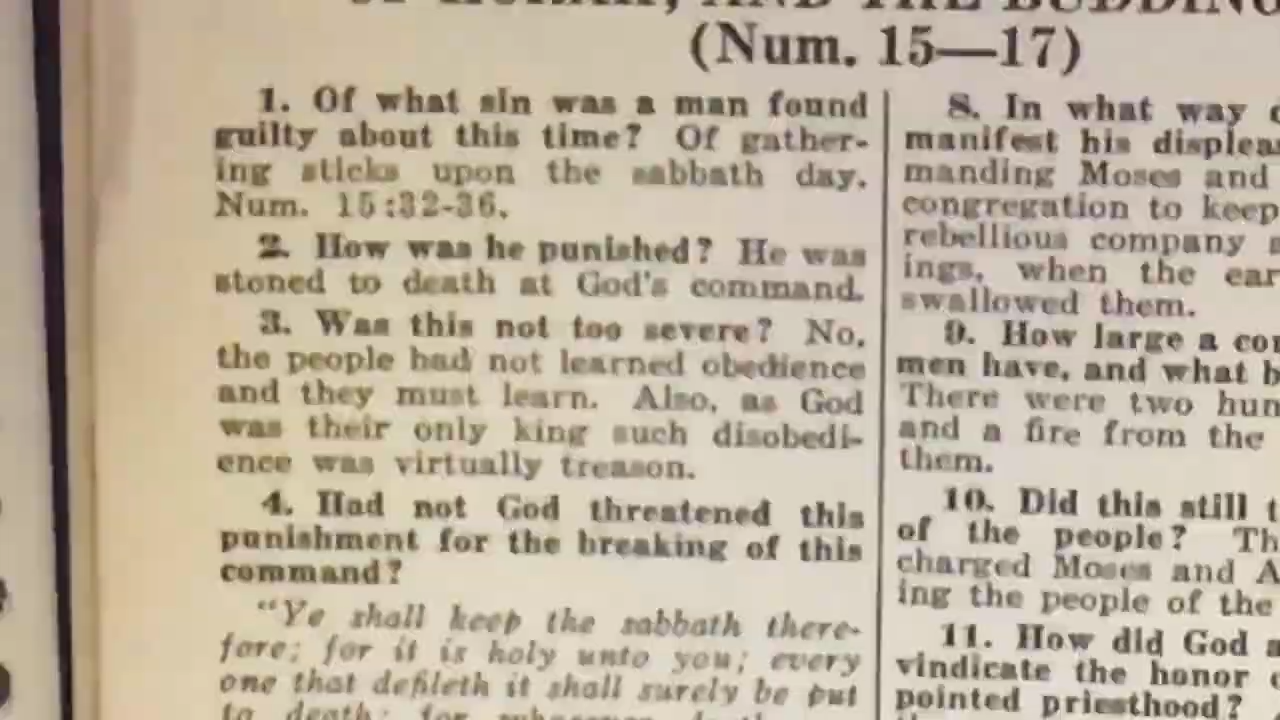 AND THE BUDDING
(Num. 15—17)
1. Of what sin was a man found
guilty about this time? Of gather-
ing sticks upon the sabbath day.
Num. 15:32-36.
2. How was he punished? He was
stoned to death at God's command.
3. Was this not too severe? No,
the people had not learned obedience
and they must learn. Also, as God
was their only king such disobedi-
ence was virtually treason.
4. Had not God threatened this
punishment for the breaking of this
command?
"Ye shall keep the sabbath there-
fore; for it is holy unto you; every
one that defileth it shall surely be put
to death: for
8. In what way
manifest his
manding Moses and
congregation to keep
rebellious company
ings, when the
swallowed them.
9. How large a
men have, and what
There were two
and a fire from the
them.
10. Did this still
of the people?
charged Moses and
ing the people of the
11. How did God
vindicate the honor
pointed priesthood?